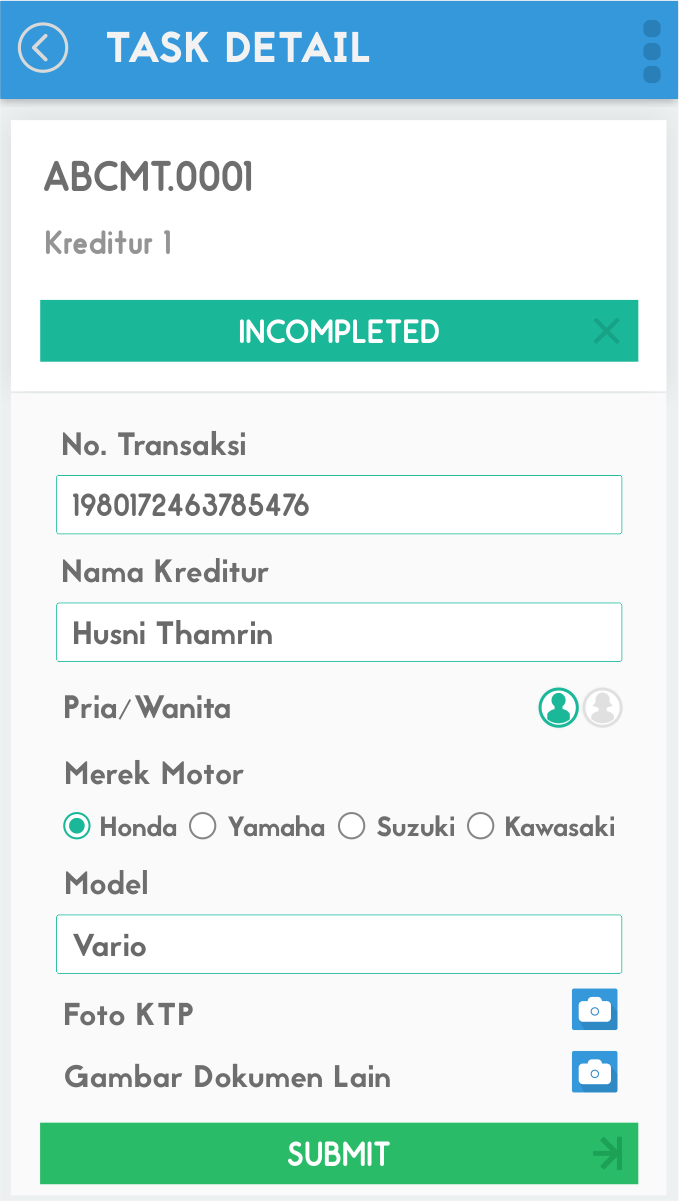 TASK DETAIL
ABCMT.0001
Kreditur 1
INCOMPLETED
No. Transaksi
1980172463785476
Nama Kreditur
Husni Thamrin
Pria/Wanita
Merek Motor
Honda Yamaha Suzuki Kawasaki
Model
Vario
Foto KTP
Gambar Dokumen Lain
SUBMIT